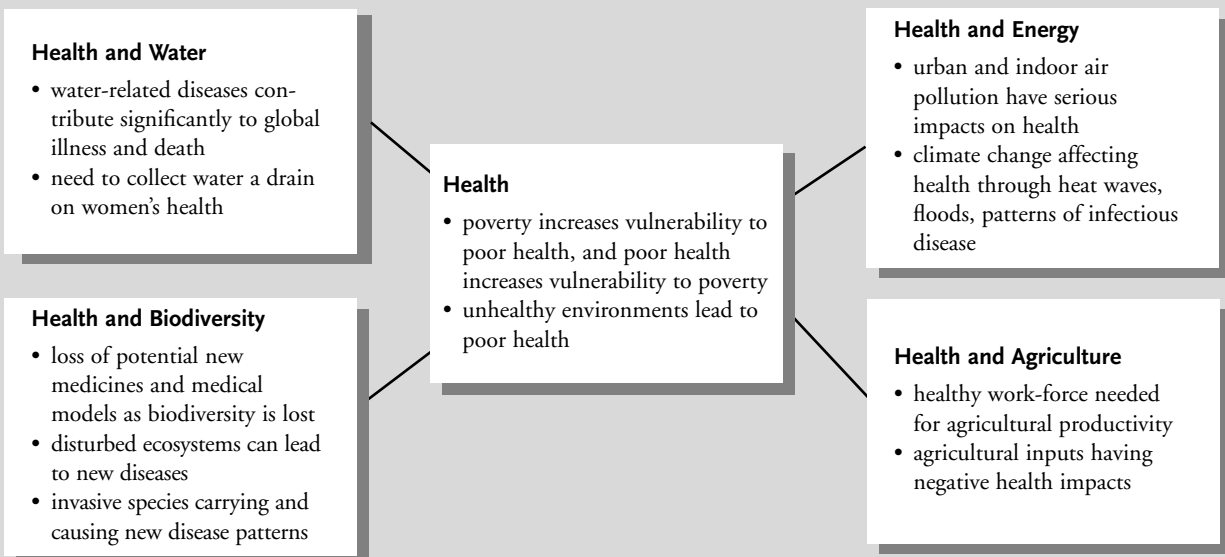 Health and Water
• water-related diseases con-
tribute significantly to global
illness and death
• need to collect water a drain
on women's health
Health and Biodiversity
• loss of potential new
medicines and medical
models as biodiversity is lost
• disturbed ecosystems can lead
to new diseases
• invasive species carrying and
causing new disease patterns
Health
• poverty increases vulnerability to
poor health, and poor health
increases vulnerability to poverty
• unhealthy environments lead to
poor health
Health and Energy
• urban and indoor air
pollution have serious
impacts on health
• climate change affecting
health through heat waves,
floods, patterns of infectious
disease
Health and Agriculture
• healthy work-force needed
for agricultural productivity
• agricultural inputs having
negative health impacts